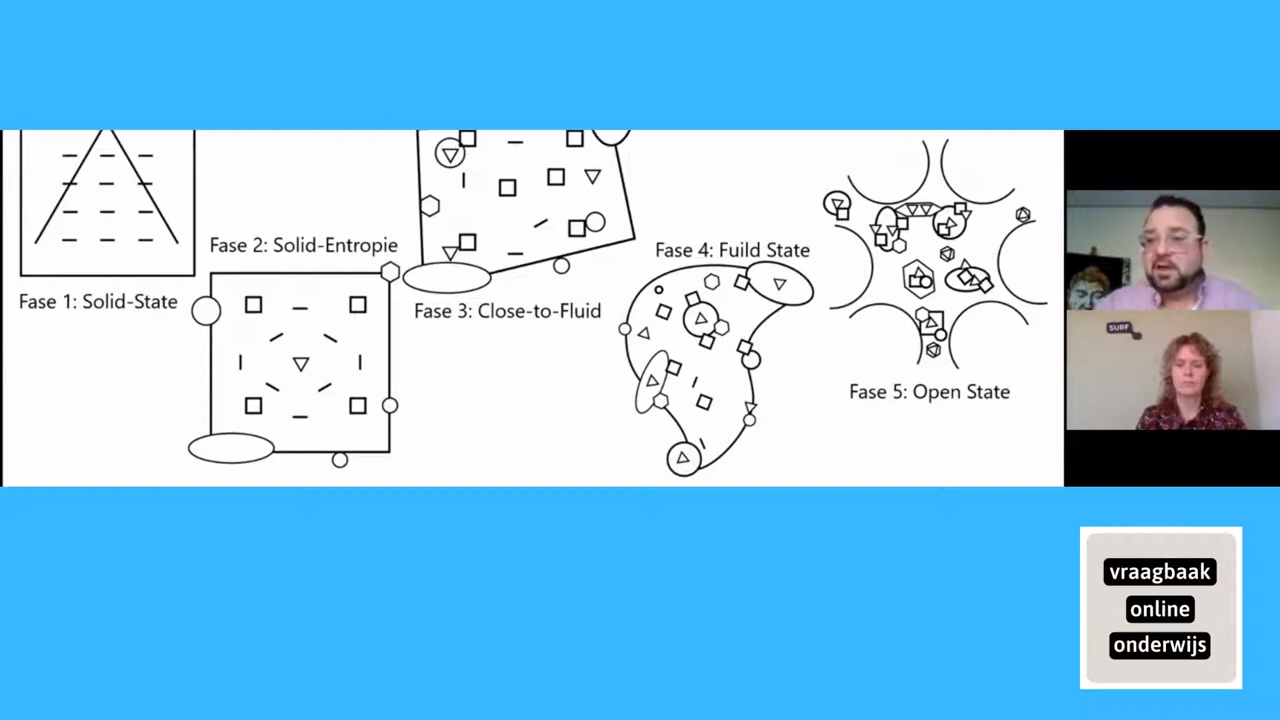 Fase 1: Solid-State
Fase 2: Solid-Entropie
Fase 3: Close-to-Fluid
Fase 4: Fuild State
Fase 5: Open State
SURF
vraagbaak
online
onderwijs